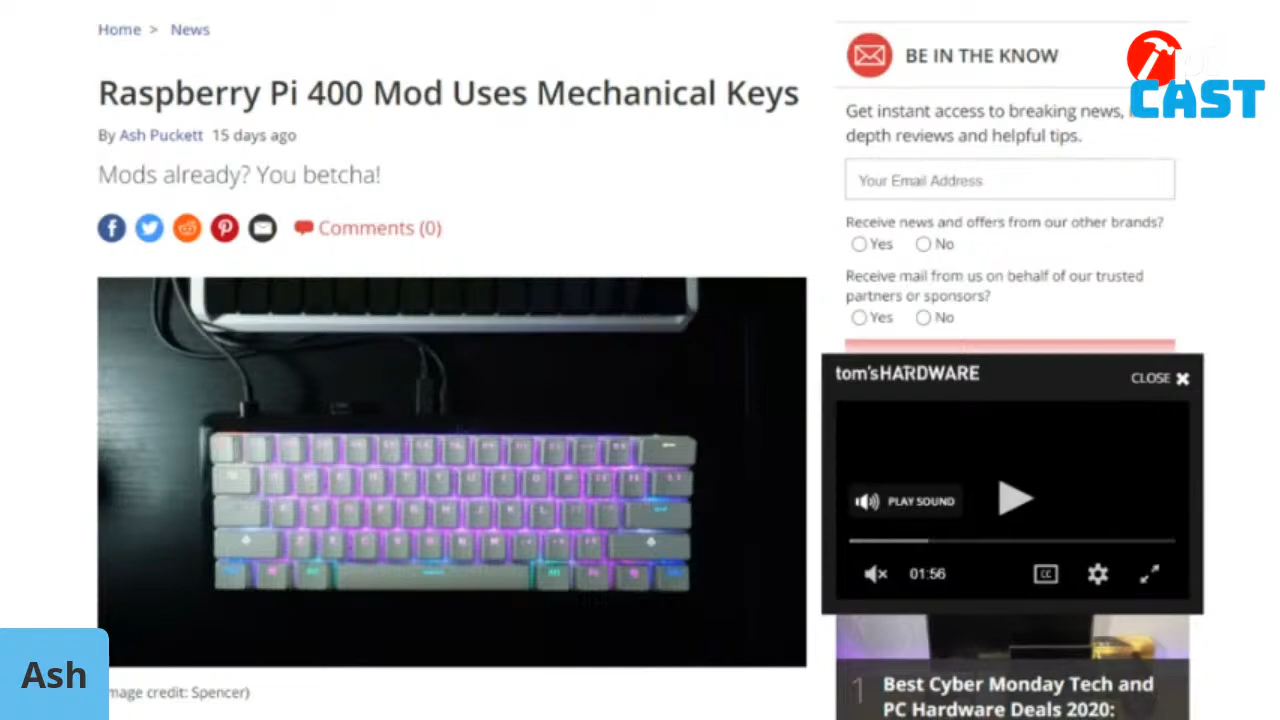 Home > News
Raspberry Pi 400 Mod Uses Mechanical Keys
By Ash Puckett 15 days ago
Mods already? You betcha!
Comments (0)
mage credit: Spencer)
Ash
BE IN THE KNOW
CAST
Get instant access to breaking news,
depth reviews and helpful tips.
Your Email Address
Receive news and offers from our other brands?
Yes No
Receive mail from us on behalf of our trusted
partners or sponsors?
Yes No
tom'sHARDWARE
CLOSE
PLAY SOUND
01:56
CC
1 Best Cyber Monday Tech and
PC Hardware Deals 2020: